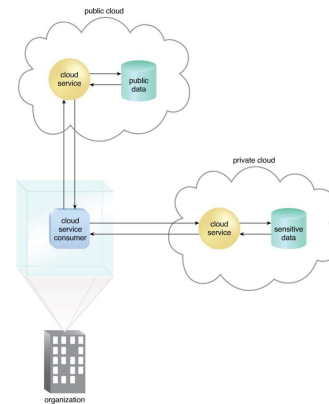 public cloud
cloud
service
public
data
private cloud
cloud
service
consumer
cloud
service
sensitive
data
organization